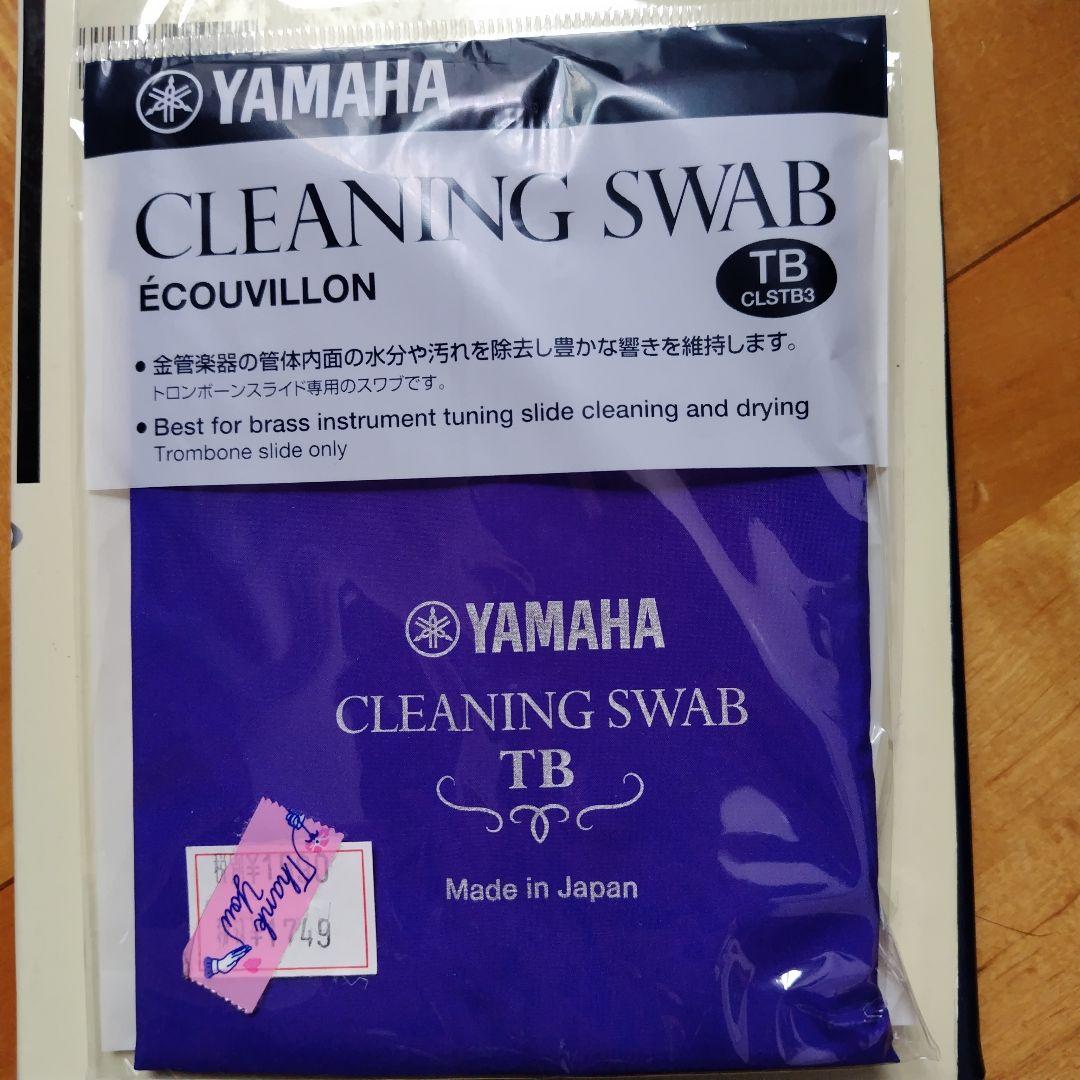 YAMAHA
CLEANING SWAB
ÉCOUVILLON
TB
CLSTB3
● 金管楽器の管体内面の水分や汚れを除去し豊かな響きを維持します。
トロンボーンスライド専用のスワブです。
● Best for brass instrument tuning slide cleaning and drying
Trombone slide only
YAMAHA
CLEANING SWAB
TB
Made in Japan
Thank
You
1749